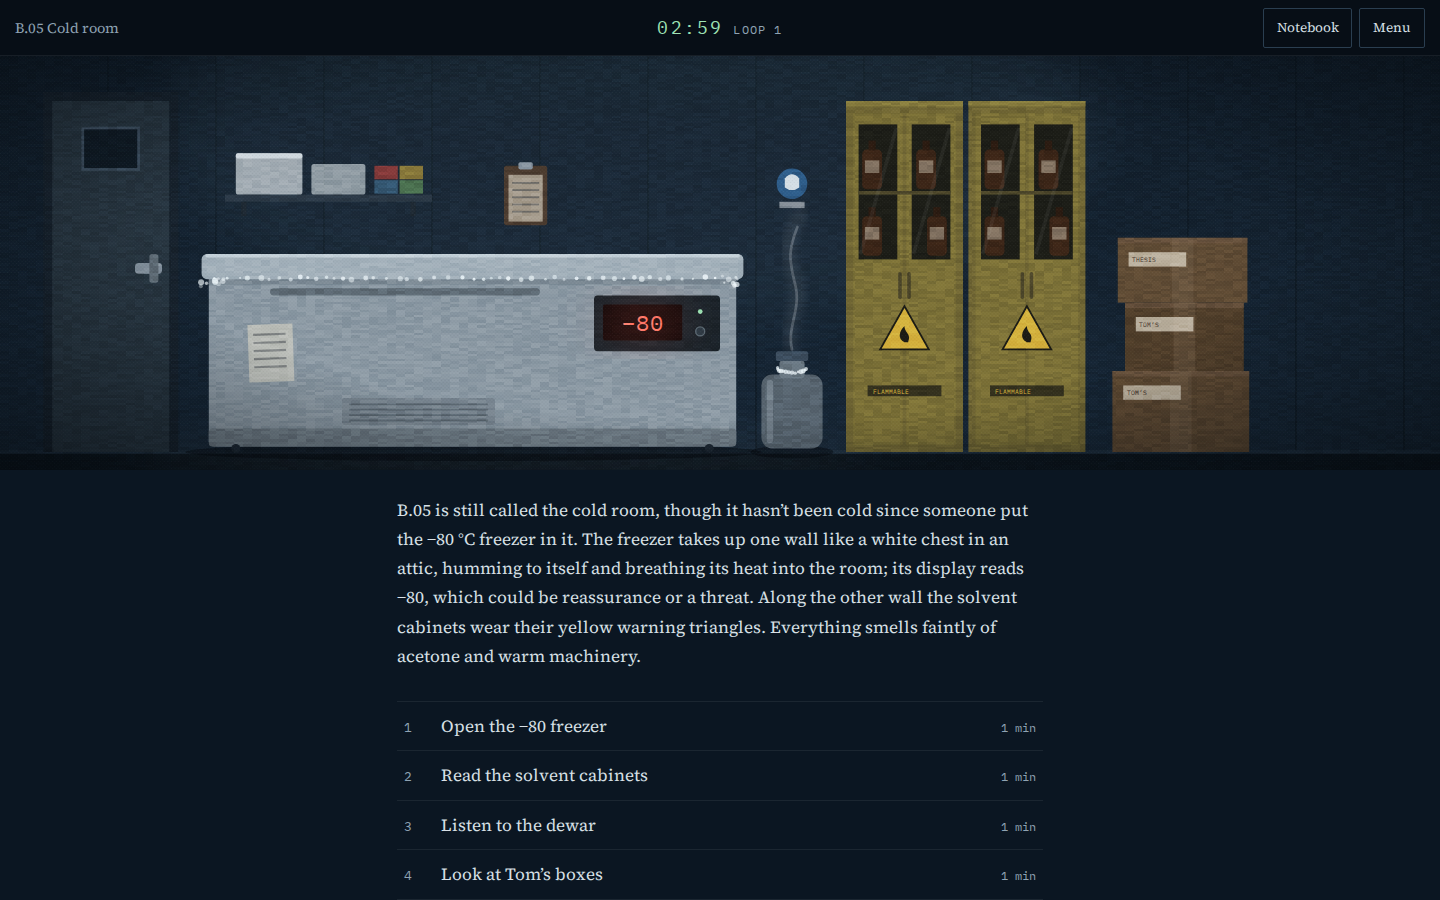 B.05 Cold room
02:59 LOOP 1
Notebook
Menu
-80
FLAMMABLE
FLAMMABLE
THESIS
TOM'S
TOM'S
B.05 is still called the cold room, though it hasn’t been cold since someone put
the −80 °C freezer in it. The freezer takes up one wall like a white chest in an
attic, humming to itself and breathing its heat into the room; its display reads
−80, which could be reassurance or a threat. Along the other wall the solvent
cabinets wear their yellow warning triangles. Everything smells faintly of
acetone and warm machinery.
1 Open the −80 freezer 1 min
2 Read the solvent cabinets 1 min
3 Listen to the dewar 1 min
4 Look at Tom’s boxes 1 min